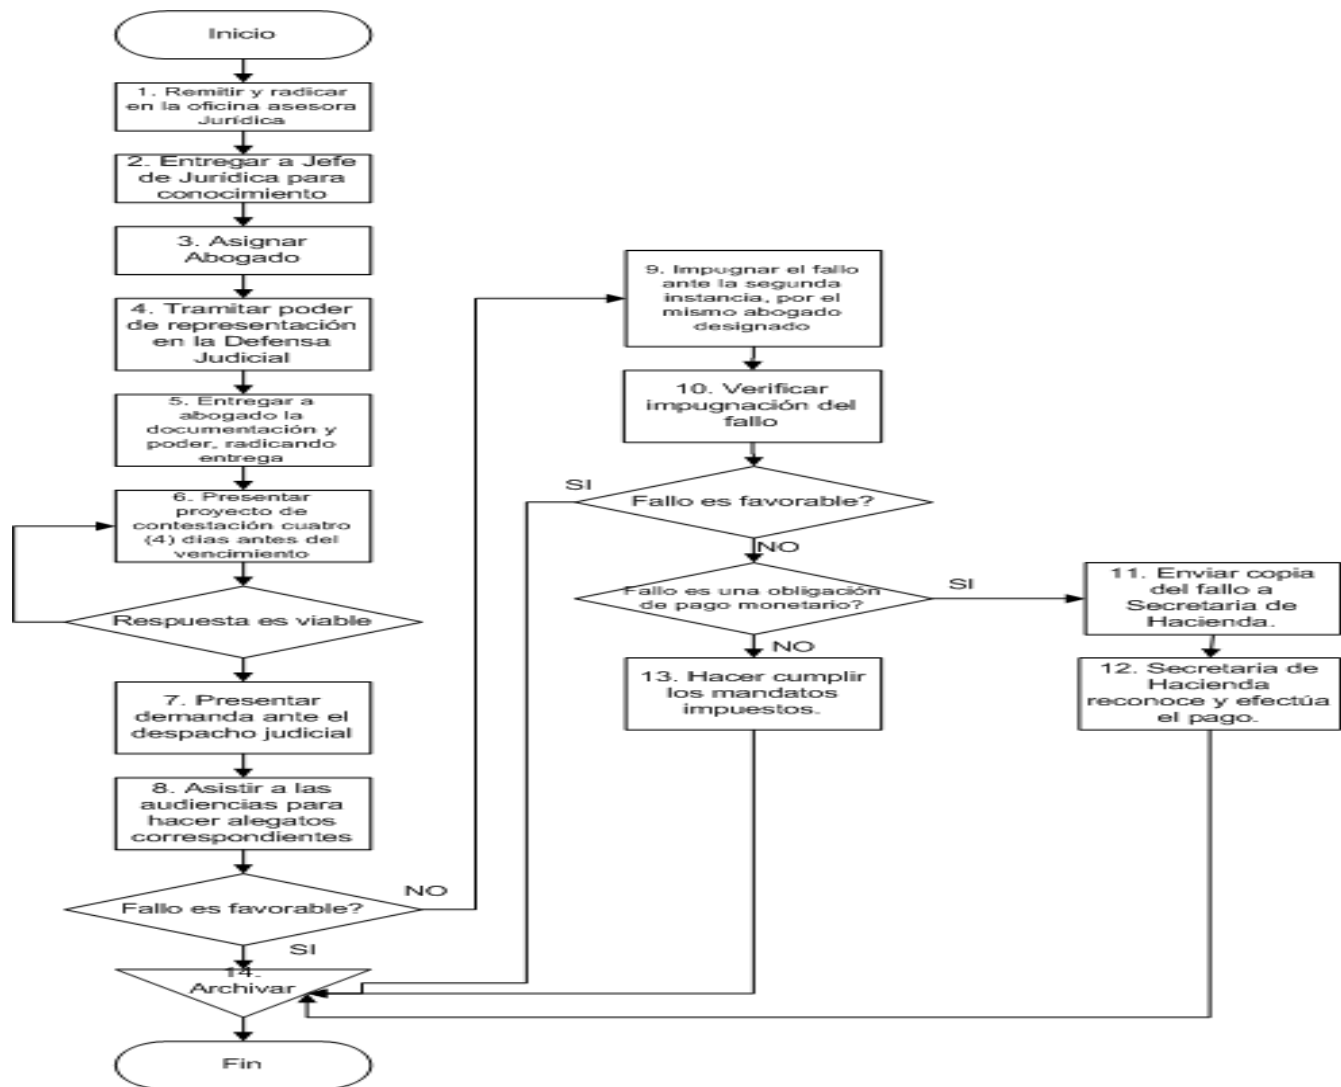 Inicio
1. Remitir y radicar
en la oficina asesora
Jurídica
2. Entregar a Jefe
de Jurídica para
conocimiento
3. Asignar
Abogado
4. Tramitar poder
de representación
en la Defensa
Judicial
5. Entregar a
abogado la
documentación y
poder, radicando
entrega
6. Presentar
proyecto de
contestación cuatro
(4) dias antes del
vencimiento
Respuesta es viable
7. Presentar
demanda ante el
despacho judicial
8. Asistir a las
audiencias para
hacer alegatos
correspondientes
Fallo es favorable?
NO
SI
9. Impugnar el fallo
ante la segunda
instancia, por el
mismo abogado
designado
10. Verificar
impugnación del
fallo
SI
Fallo es favorable?
NO
Fallo es una obligación
de pago monetario?
SI
NO
11. Enviar copia
del fallo a
Secretaria de
Hacienda.
12. Secretaria de
Hacienda
reconoce y efectúa
el pago.
13. Hacer cumplir
los mandatos
impuestos.
14.
Archivar
Fin